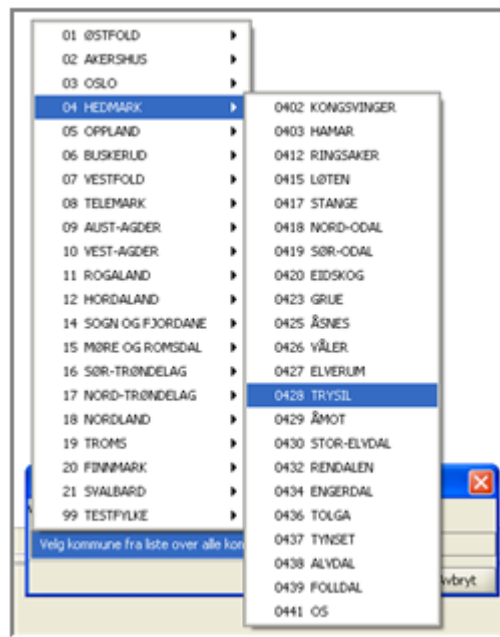 01 ØSTFOLD
02 AKERSHUS
03 OSLO
04 HEDMARK
05 OPPLAND
06 BUSKERUD
07 VESTFOLD
08 TELEMARK
09 AUST-AGDER
10 VEST-AGDER
11 ROGALAND
12 HORDALAND
14 SOGN OG FJORDANE
15 MØRE OG ROMSDAL
16 SØR-TRØNDELAG
17 NORD-TRØNDELAG
18 NORDLAND
19 TROMS
20 FINNMARK
21 SVALBARD
99 TESTFYLKE
Velg kommune fra liste over alle
0402 KONGSVINGER
0403 HAMAR
0412 RINGSAKER
0415 LØTEN
0417 STANGE
0418 NORD-ODAL
0419 SØR-ODAL
0420 EIDSKOG
0423 GRUE
0425 ÅSNES
0426 VÅLER
0427 ELVERUM
0428 TRYSIL
0429 ÅMOT
0430 STOR-ELVDAL
0432 RENDALEN
0434 ENGERDAL
0436 TOLGA
0437 TYNSET
0438 ALVDAL
0439 FOLLDAL
0441 OS
Avbryt